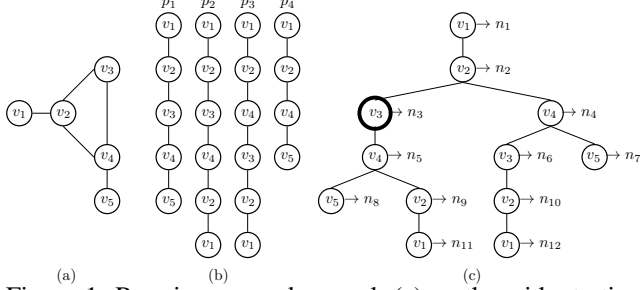 p1 p2 p3 p4
v1 v1 v1 v1 v1 → n1
v3 v2 v2 v2 v2 v2 → n2
v1 v2 v3 v3 v4 v4 v3 → n3 v4 → n4
v4 v4 v4 v3 v5 v4 → n5 v3 → n6 v5 → n7
v5 v5 v2 v2 v5 → n8 v2 → n9 v2 → n10
v1 v1 v1 → n11 v1 → n12
(a) (b) (c)